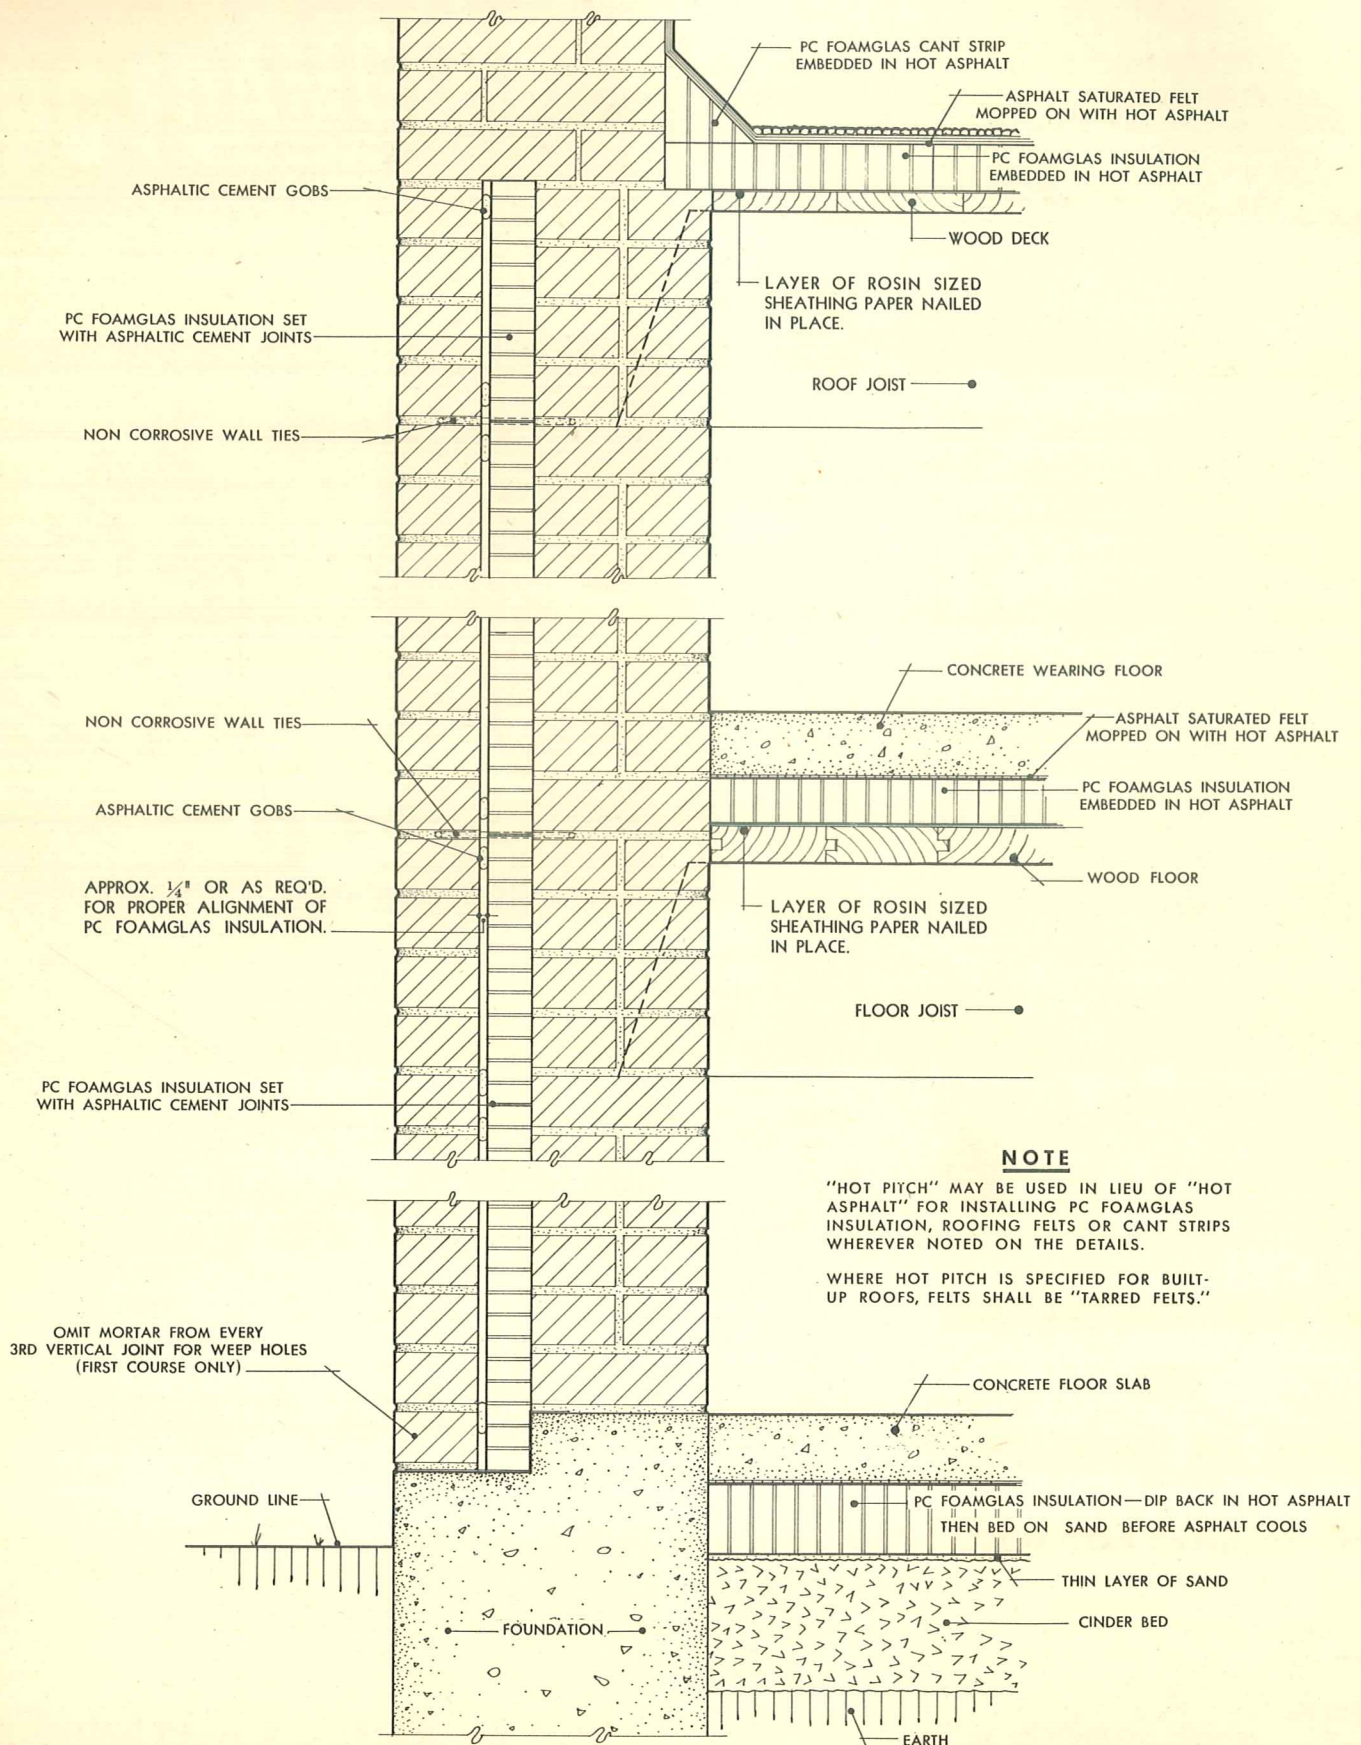 PC FOAMGLAS CANT STRIP
EMBEDDED IN HOT ASPHALT
ASPHALT SATURATED FELT
MOPPED ON WITH HOT ASPHALT
PC FOAMGLAS INSULATION
EMBEDDED IN HOT ASPHALT
ASPHALTIC CEMENT GOBS
WOOD DECK
LAYER OF ROSIN SIZED
SHEATHING PAPER NAILED
IN PLACE.
PC FOAMGLAS INSULATION SET
WITH ASPHALTIC CEMENT JOINTS
ROOF JOIST
NON CORROSIVE WALL TIES
CONCRETE WEARING FLOOR
NON CORROSIVE WALL TIES
ASPHALT SATURATED FELT
MOPPED ON WITH HOT ASPHALT
PC FOAMGLAS INSULATION
EMBEDDED IN HOT ASPHALT
ASPHALTIC CEMENT GOBS
WOOD FLOOR
APPROX. ¼" OR AS REQ'D.
FOR PROPER ALIGNMENT OF
PC FOAMGLAS INSULATION.
LAYER OF ROSIN SIZED
SHEATHING PAPER NAILED
IN PLACE.
FLOOR JOIST
PC FOAMGLAS INSULATION SET
WITH ASPHALTIC CEMENT JOINTS
NOTE
"HOT PITCH" MAY BE USED IN LIEU OF "HOT
ASPHALT" FOR INSTALLING PC FOAMGLAS
INSULATION, ROOFING FELTS OR CANT STRIPS
WHEREVER NOTED ON THE DETAILS.
WHERE HOT PITCH IS SPECIFIED FOR BUILT-
UP ROOFS, FELTS SHALL BE "TARRED FELTS."
OMIT MORTAR FROM EVERY
3RD VERTICAL JOINT FOR WEEP HOLES
(FIRST COURSE ONLY)
CONCRETE FLOOR SLAB
GROUND LINE
PC FOAMGLAS INSULATION—DIP BACK IN HOT ASPHALT
THEN BED ON SAND BEFORE ASPHALT COOLS
THIN LAYER OF SAND
CINDER BED
FOUNDATION
EARTH